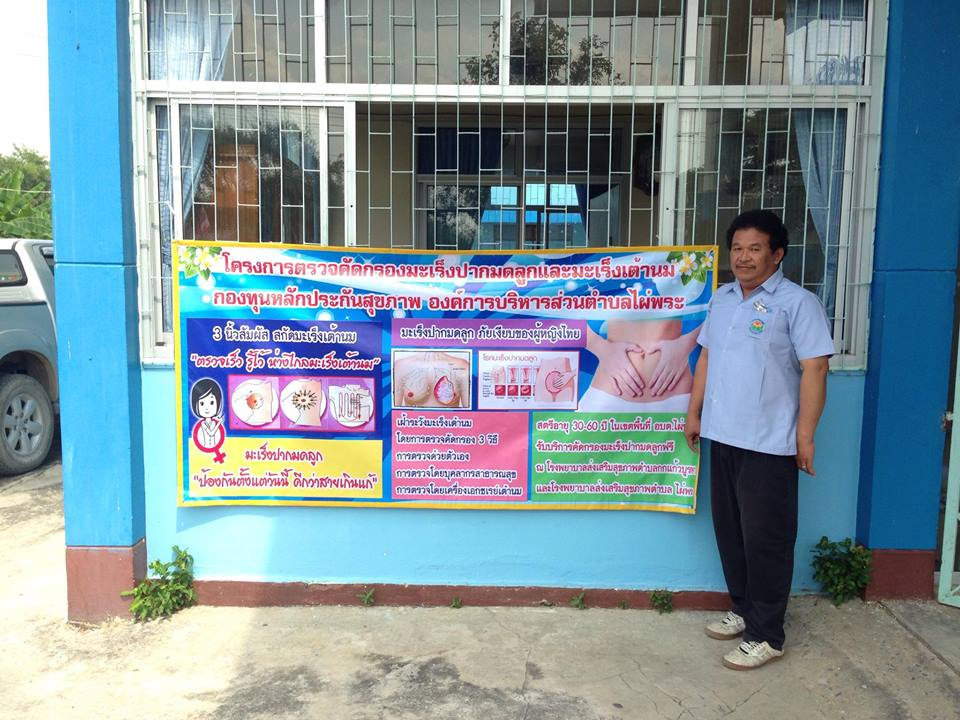 โครงการตรวจคัดกรองมะเร็งปากมดลูกและมะเร็งเต้านม
กองทุนหลักประกันสุขภาพ องค์การบริหารส่วนตำบลไผ่พระ
3 นิ้วสัมผัส สกัดมะเร็งเต้านม
"ตรวจเร็ว รู้ไว ห่างไกลมะเร็งเต้านม"
มะเร็งปากมดลูก
"ป้องกันตั้งแต่วันนี้ ดีกว่าสายเกินแก้"
มะเร็งปากมดลูก ภัยเงียบของผู้หญิงไทย
โรคมะเร็งปากมดลูก
เฝ้าระวังมะเร็งเต้านม
โดยการตรวจคัดกรอง 3 วิธี
การตรวจด้วยตัวเอง
การตรวจโดยบุคลากรสาธารณสุข
การตรวจโดยเครื่องเอกซเรย์เต้านม
สตรีอายุ 30-60 ปี ในเขตพื้นที่ อบต.ไผ่
รับบริการคัดกรองมะเร็งปากมดลูกฟรี
ณ โรงพยาบาลส่งเสริมสุขภาพตำบลกกแก้วบูร
และโรงพยาบาลส่งเสริมสุขภาพตำบล ไผ่พร